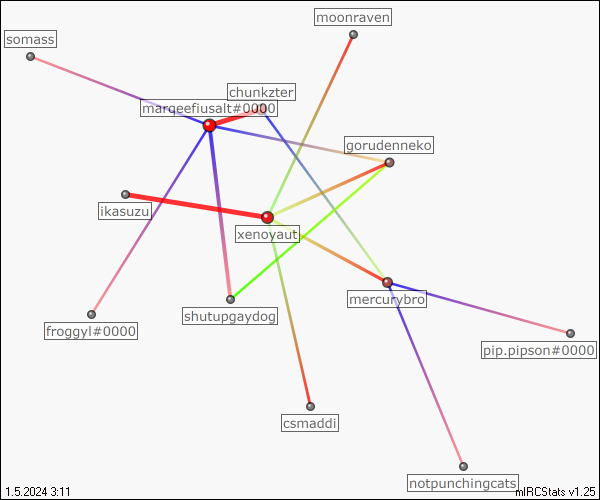 moonraven
somass
chunkzter
marqeefiusalt#0000
gorudenneko
ikasuzu
xenoyaut
mercurybro
shutupgaydog
froggyl#0000
pip.pipson#0000
csmaddi
notpunchingcats
1.5.2024 3:11
mIRCStats v1.25